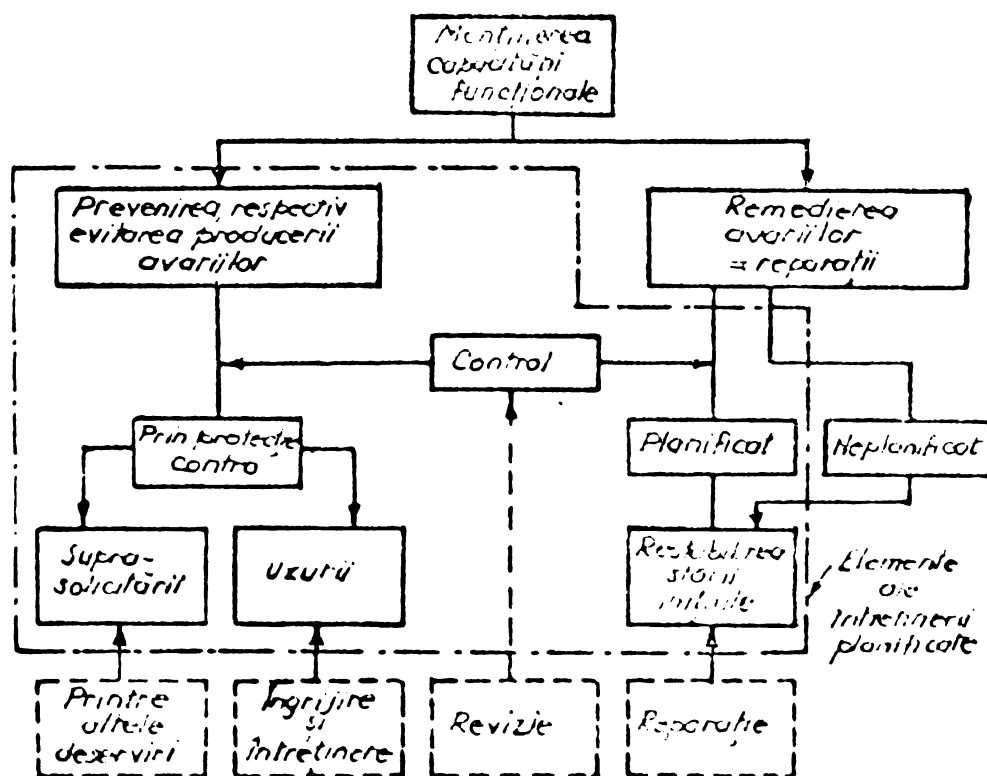 Menținerea
capacității
funcționale
Prevenirea, respectiv
evitarea producerii
avariilor
Remedierea
avariilor
= reparații
Control
Prin protecție
contra
Planificat
Neplanificat
Supra-
solicitării
Uzurii
Restabilirea
stării
inițiale
Elemente
ale
întreținerii
planificate
Printre
altele
deserviri
Îngrijire
și
întreținere
Revizie
Reparație